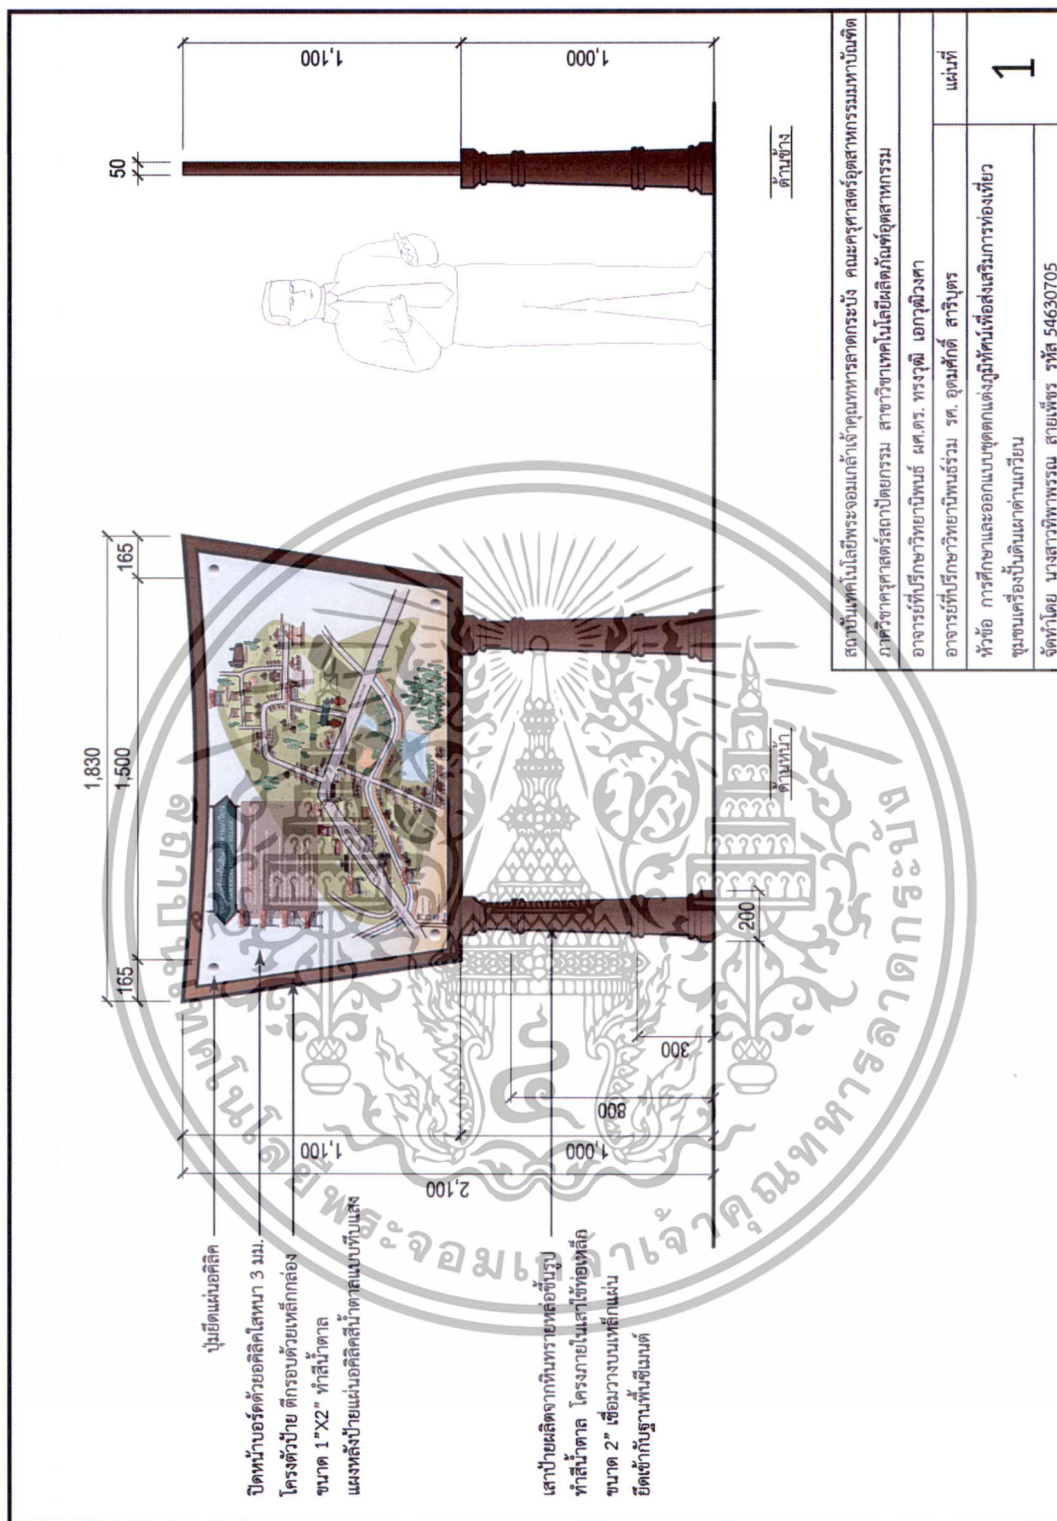 ปุ่มยึดแผ่นอคิลิค
ปิดหน้าบอร์ดด้วยอคิลิคใสหนา 3 มม.
โครงตัวป้าย ตีกรอบด้วยเหล็กกล่อง
ขนาด 1"X2" ทำสีน้ำตาล
แผงหลังป้ายแผ่นอคิลิคสีน้ำตาลแบบทึบแสง
เสาป้ายผลิตจากหินทรายหล่อขึ้นรูป
ทำสีน้ำตาล โครงภายในเสาใช้ท่อเหล็ก
ขนาด 2" เชื่อมวางบนเหล็กแผ่น
ยึดเข้ากับฐานพื้นซีเมนต์
1,830
165
1,500
165
50
2,100
1,100
1,000
800
300
200
1,100
1,000
ด้านหน้า
ด้านข้าง
สถาบันเทคโนโลยีพระจอมเกล้าเจ้าคุณทหารลาดกระบัง คณะครุศาสตร์อุตสาหกรรมมหาบัณฑิต
ภาควิชาครุศาสตร์สถาปัตยกรรม สาขาวิชาเทคโนโลยีผลิตภัณฑ์อุตสาหกรรม
อาจารย์ที่ปรึกษาวิทยานิพนธ์ ผศ.ดร. ทรงวุฒิ เอกวุฒิวงศา
อาจารย์ที่ปรึกษาวิทยานิพนธ์ร่วม รศ. อุดมศักดิ์ สาริบุตร
แผ่นที่
1
หัวข้อ การศึกษาและออกแบบชุดตกแต่งภูมิทัศน์เพื่อส่งเสริมการท่องเที่ยว
ชุมชนเครื่องปั้นดินเผาด่านเกวียน
จัดทำโดย นางสาวทิพาพรรณ สายเพ็ชร รหัส 54630705